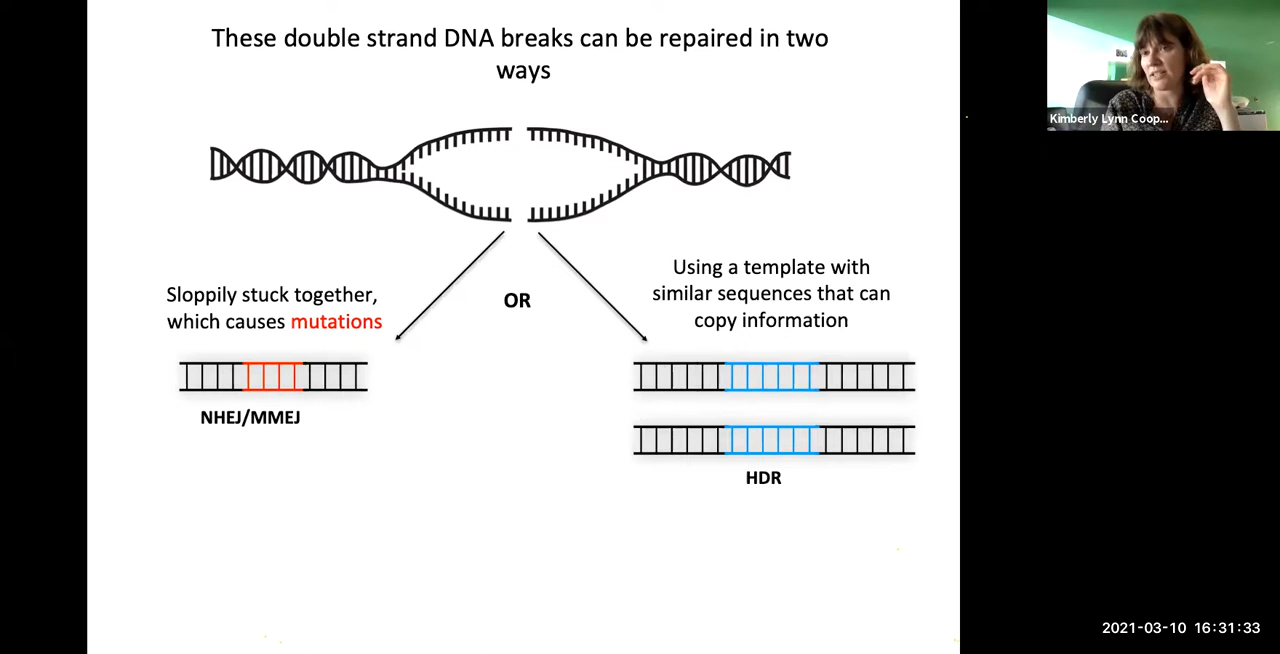 These double strand DNA breaks can be repaired in two
ways
Kimberly Lynn Coop...
Sloppily stuck together,
which causes mutations
OR
Using a template with
similar sequences that can
copy information
NHEJ/MMEJ
HDR
2021-03-10 16:31:33